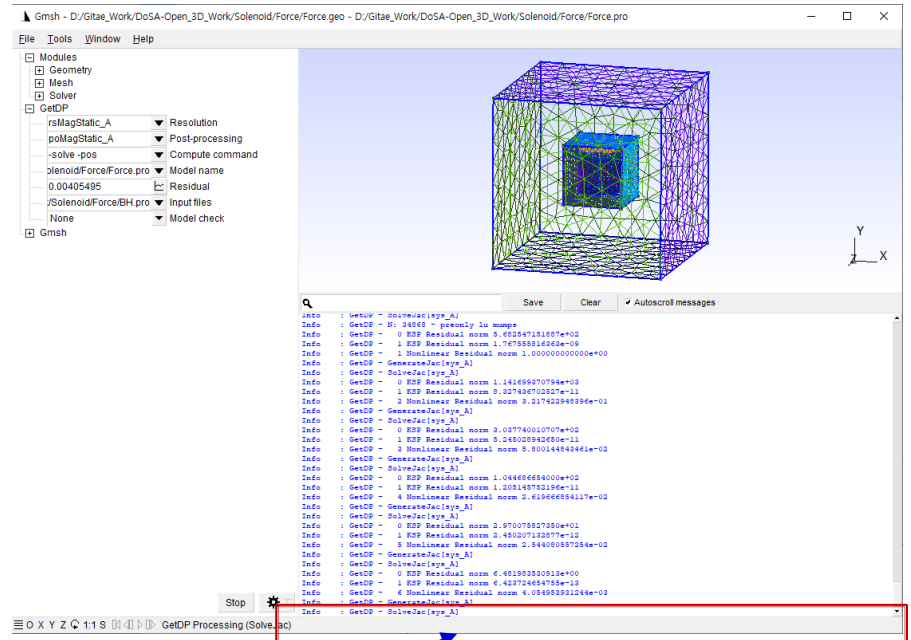 Gmsh - D:/Gitae_Work/DoSA-Open_3D_Work/Solenoid/Force/Force.geo - D:/Gitae_Work/DoSA-Open_3D_Work/Solenoid/Force/Force.pro
File Tools Window Help
Modules
Geometry
Mesh
Solver
GetDP
rsMagStatic_A Resolution
poMagStatic_A Post-processing
-solve -pos Compute command
olenoid/Force/Force.pro Model name
0.00405495 Residual
/Solenoid/Force/BH.pro Input files
None Model check
Gmsh
Y
Z X
Save Clear Autoscroll messages
Info : GetDP - SolveJac[sys_A]
Info : GetDP - N: 34868 - preonly lu mumps
Info : GetDP - 0 KSP Residual norm 5.682547151887e+02
Info : GetDP - 1 KSP Residual norm 1.767555816363e-09
Info : GetDP - 1 Nonlinear Residual norm 1.000000000000e+00
Info : GetDP - GenerateJac[sys_A]
Info : GetDP - SolveJac[sys_A]
Info : GetDP - 0 KSP Residual norm 1.141699370794e+03
Info : GetDP - 1 KSP Residual norm 8.327436702527e-11
Info : GetDP - 2 Nonlinear Residual norm 3.217422948396e-01
Info : GetDP - GenerateJac[sys_A]
Info : GetDP - SolveJac[sys_A]
Info : GetDP - 0 KSP Residual norm 3.037740010707e+02
Info : GetDP - 1 KSP Residual norm 5.245028942650e-11
Info : GetDP - 3 Nonlinear Residual norm 5.800144843461e-02
Info : GetDP - GenerateJac[sys_A]
Info : GetDP - SolveJac[sys_A]
Info : GetDP - 0 KSP Residual norm 1.044686654000e+02
Info : GetDP - 1 KSP Residual norm 1.205145752196e-11
Info : GetDP - 4 Nonlinear Residual norm 2.619666854117e-02
Info : GetDP - GenerateJac[sys_A]
Info : GetDP - SolveJac[sys_A]
Info : GetDP - 0 KSP Residual norm 2.970075827350e+01
Info : GetDP - 1 KSP Residual norm 2.450207132877e-12
Info : GetDP - 5 Nonlinear Residual norm 2.544080557254e-02
Info : GetDP - GenerateJac[sys_A]
Info : GetDP - SolveJac[sys_A]
Info : GetDP - 0 KSP Residual norm 6.481983530913e+00
Info : GetDP - 1 KSP Residual norm 6.423724654755e-13
Info : GetDP - 6 Nonlinear Residual norm 4.054953931244e-03
Info : GetDP - GenerateJac[sys_A]
Info : GetDP - SolveJac[sys_A]
Stop
O X Y Z 1:1 S GetDP Processing (SolveJac)